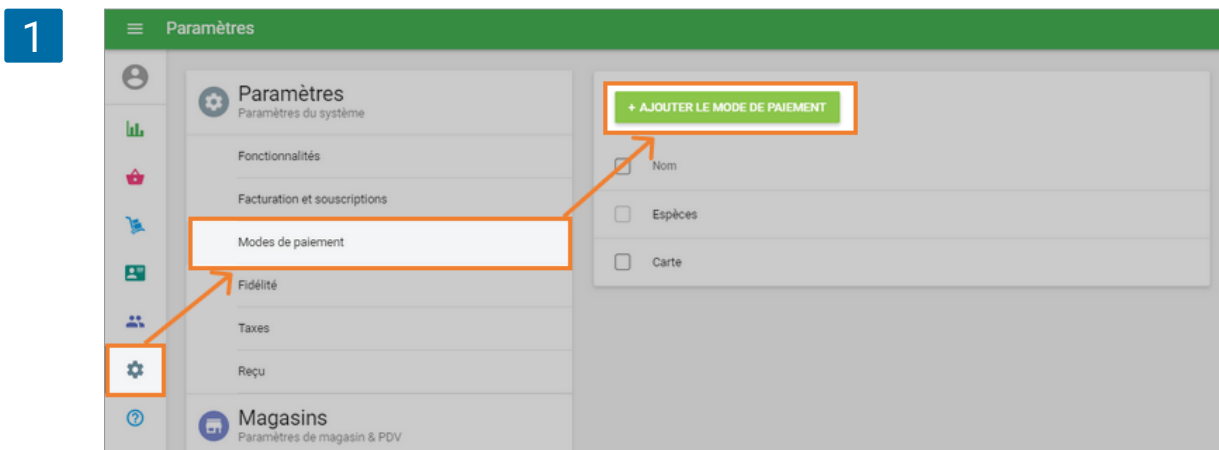 1
Paramètres
Paramètres
Paramètres du système
Fonctionnalités
Facturation et souscriptions
Modes de paiement
Fidélité
Taxes
Reçu
Magasins
Paramètres de magasin & PDV
+ AJOUTER LE MODE DE PAIEMENT
Nom
Espèces
Carte